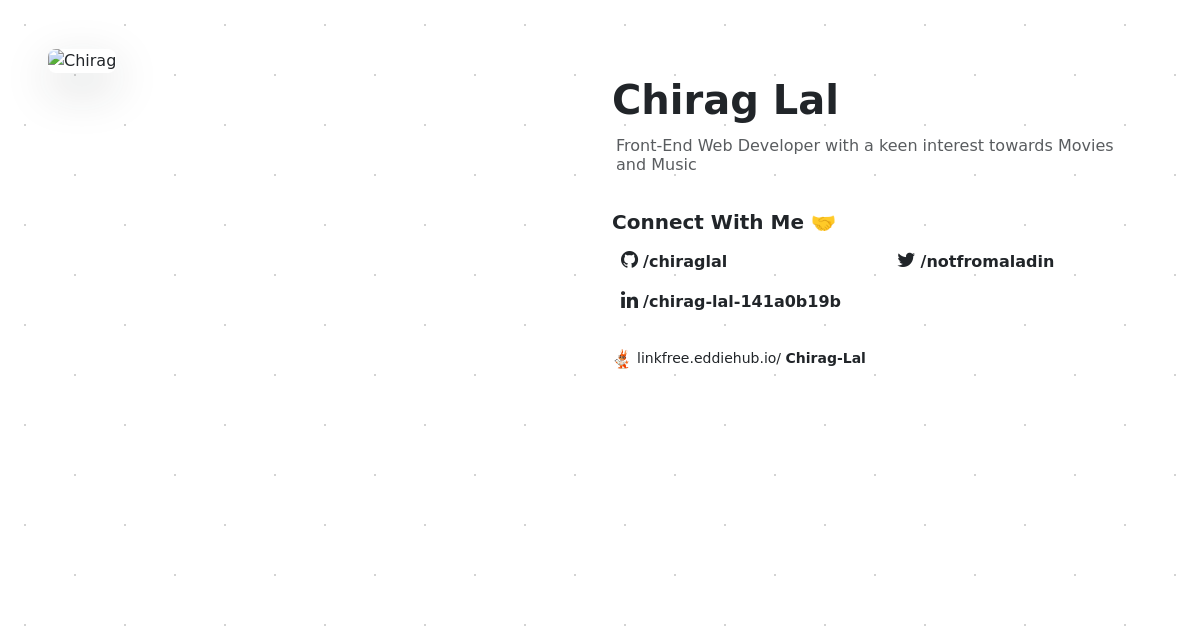 Chirag
Chirag Lal
Front-End Web Developer with a keen interest towards Movies
and Music
Connect With Me 🤝
/chiraglal
/notfromaladin
/chirag-lal-141a0b19b
linkfree.eddiehub.io/ Chirag-Lal